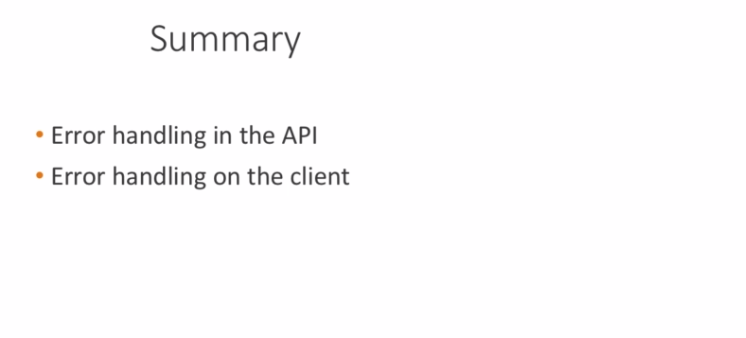 Summary
• Error handling in the API
• Error handling on the client